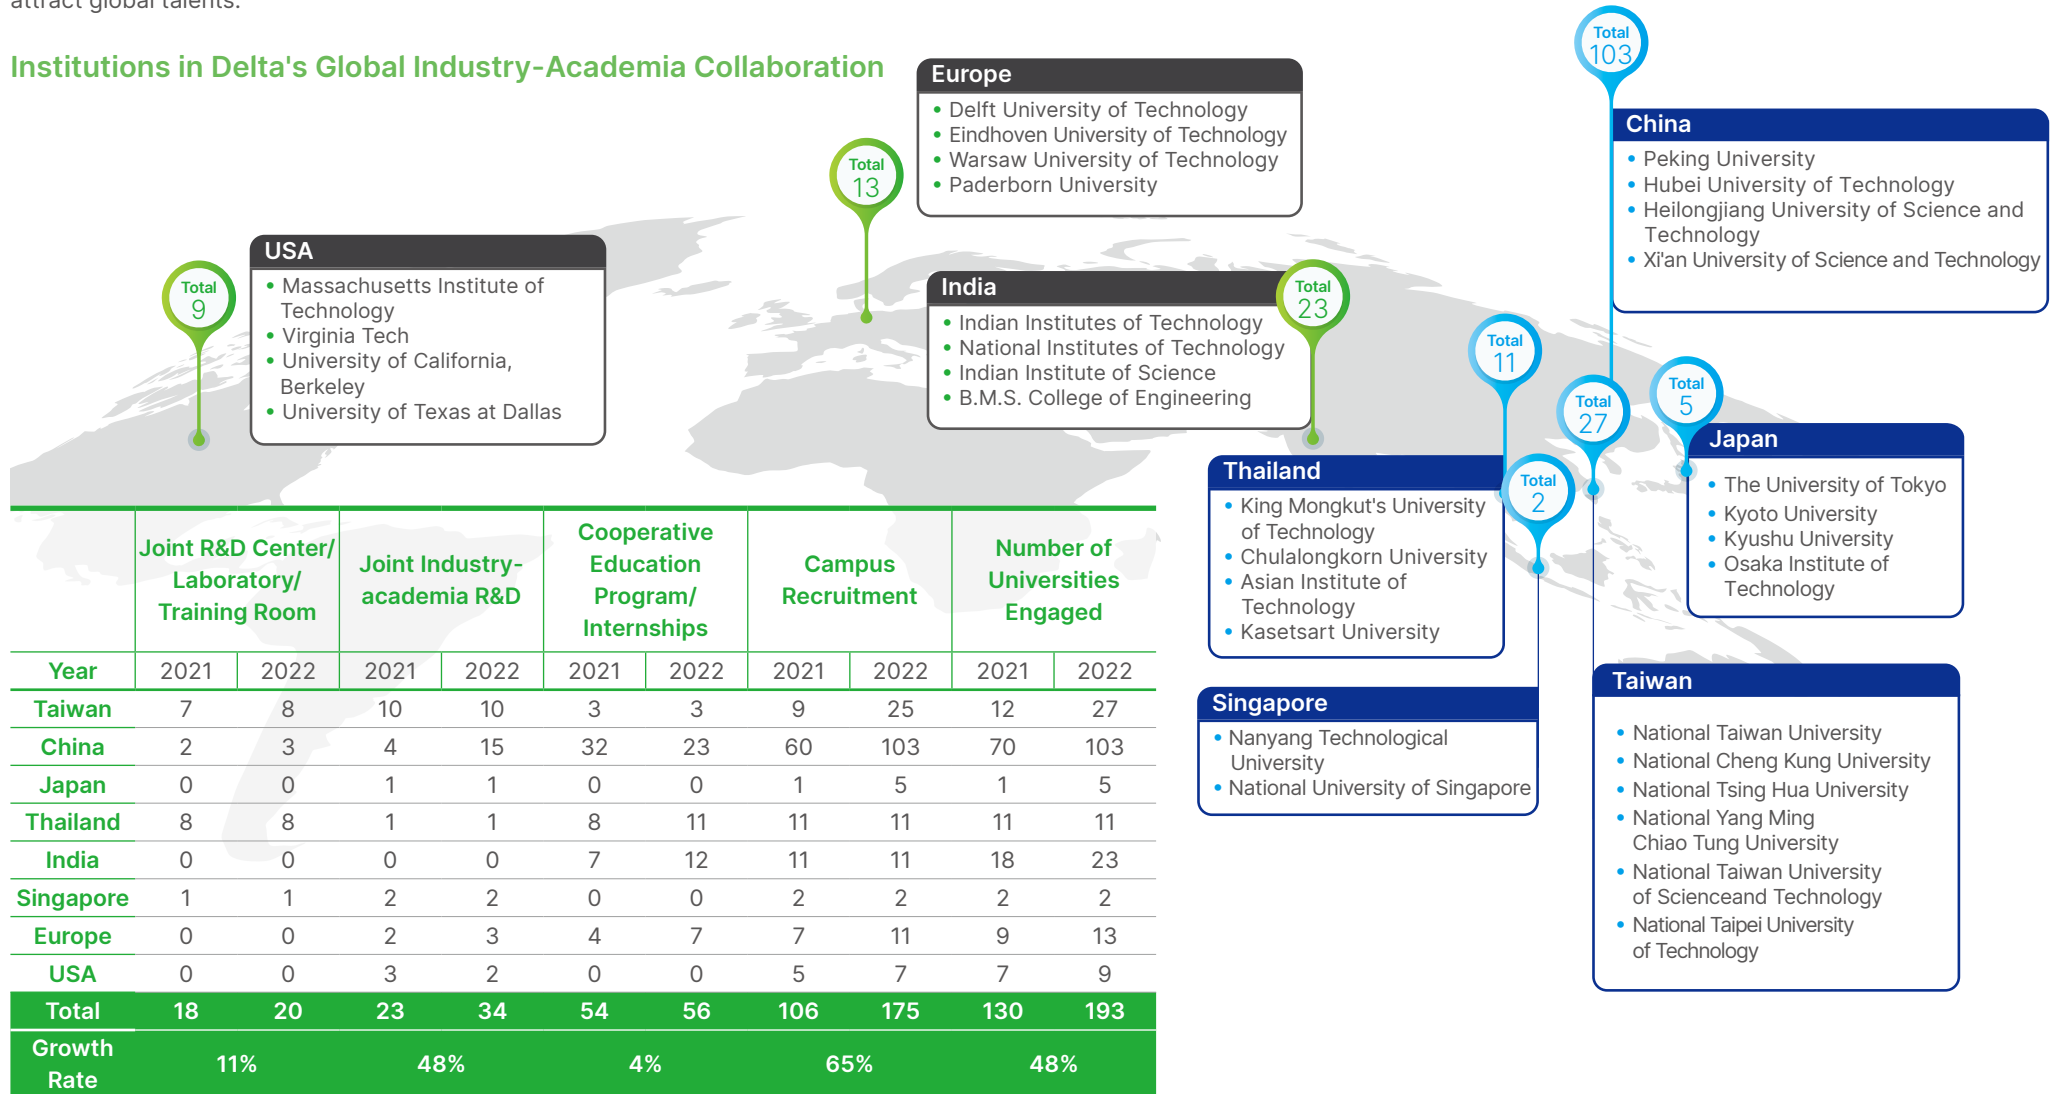 attract global talents.
Institutions in Delta's Global Industry-Academia Collaboration
USA
Total
9
• Massachusetts Institute of
Technology
• Virginia Tech
• University of California,
Berkeley
• University of Texas at Dallas
Europe
Total
13
• Delft University of Technology
• Eindhoven University of Technology
• Warsaw University of Technology
• Paderborn University
India
Total
23
• Indian Institutes of Technology
• National Institutes of Technology
• Indian Institute of Science
• B.M.S. College of Engineering
Total
103
China
• Peking University
• Hubei University of Technology
• Heilongjiang University of Science and
Technology
• Xi'an University of Science and Technology
Total
11
Thailand
• King Mongkut's University
of Technology
• Chulalongkorn University
• Asian Institute of
Technology
• Kasetsart University
Total
5
Japan
• The University of Tokyo
• Kyoto University
• Kyushu University
• Osaka Institute of
Technology
Total
2
Singapore
• Nanyang Technological
University
• National University of Singapore
Total
27
Taiwan
• National Taiwan University
• National Cheng Kung University
• National Tsing Hua University
• National Yang Ming
Chiao Tung University
• National Taiwan University
of Scienceand Technology
• National Taipei University
of Technology
Joint R&D Center/
Laboratory/
Training Room
Joint Industry-
academia R&D
Cooperative
Education
Program/
Internships
Campus
Recruitment
Number of
Universities
Engaged
Year 2021 2022 2021 2022 2021 2022 2021 2022 2021 2022
Taiwan 7 8 10 10 3 3 9 25 12 27
China 2 3 4 15 32 23 60 103 70 103
Japan 0 0 1 1 0 0 1 5 1 5
Thailand 8 8 1 1 8 11 11 11 11 11
India 0 0 0 0 7 12 11 11 18 23
Singapore 1 1 2 2 0 0 2 2 2 2
Europe 0 0 2 3 4 7 7 11 9 13
USA 0 0 3 2 0 0 5 7 7 9
Total 18 20 23 34 54 56 106 175 130 193
Growth
Rate
11% 48% 4% 65% 48%